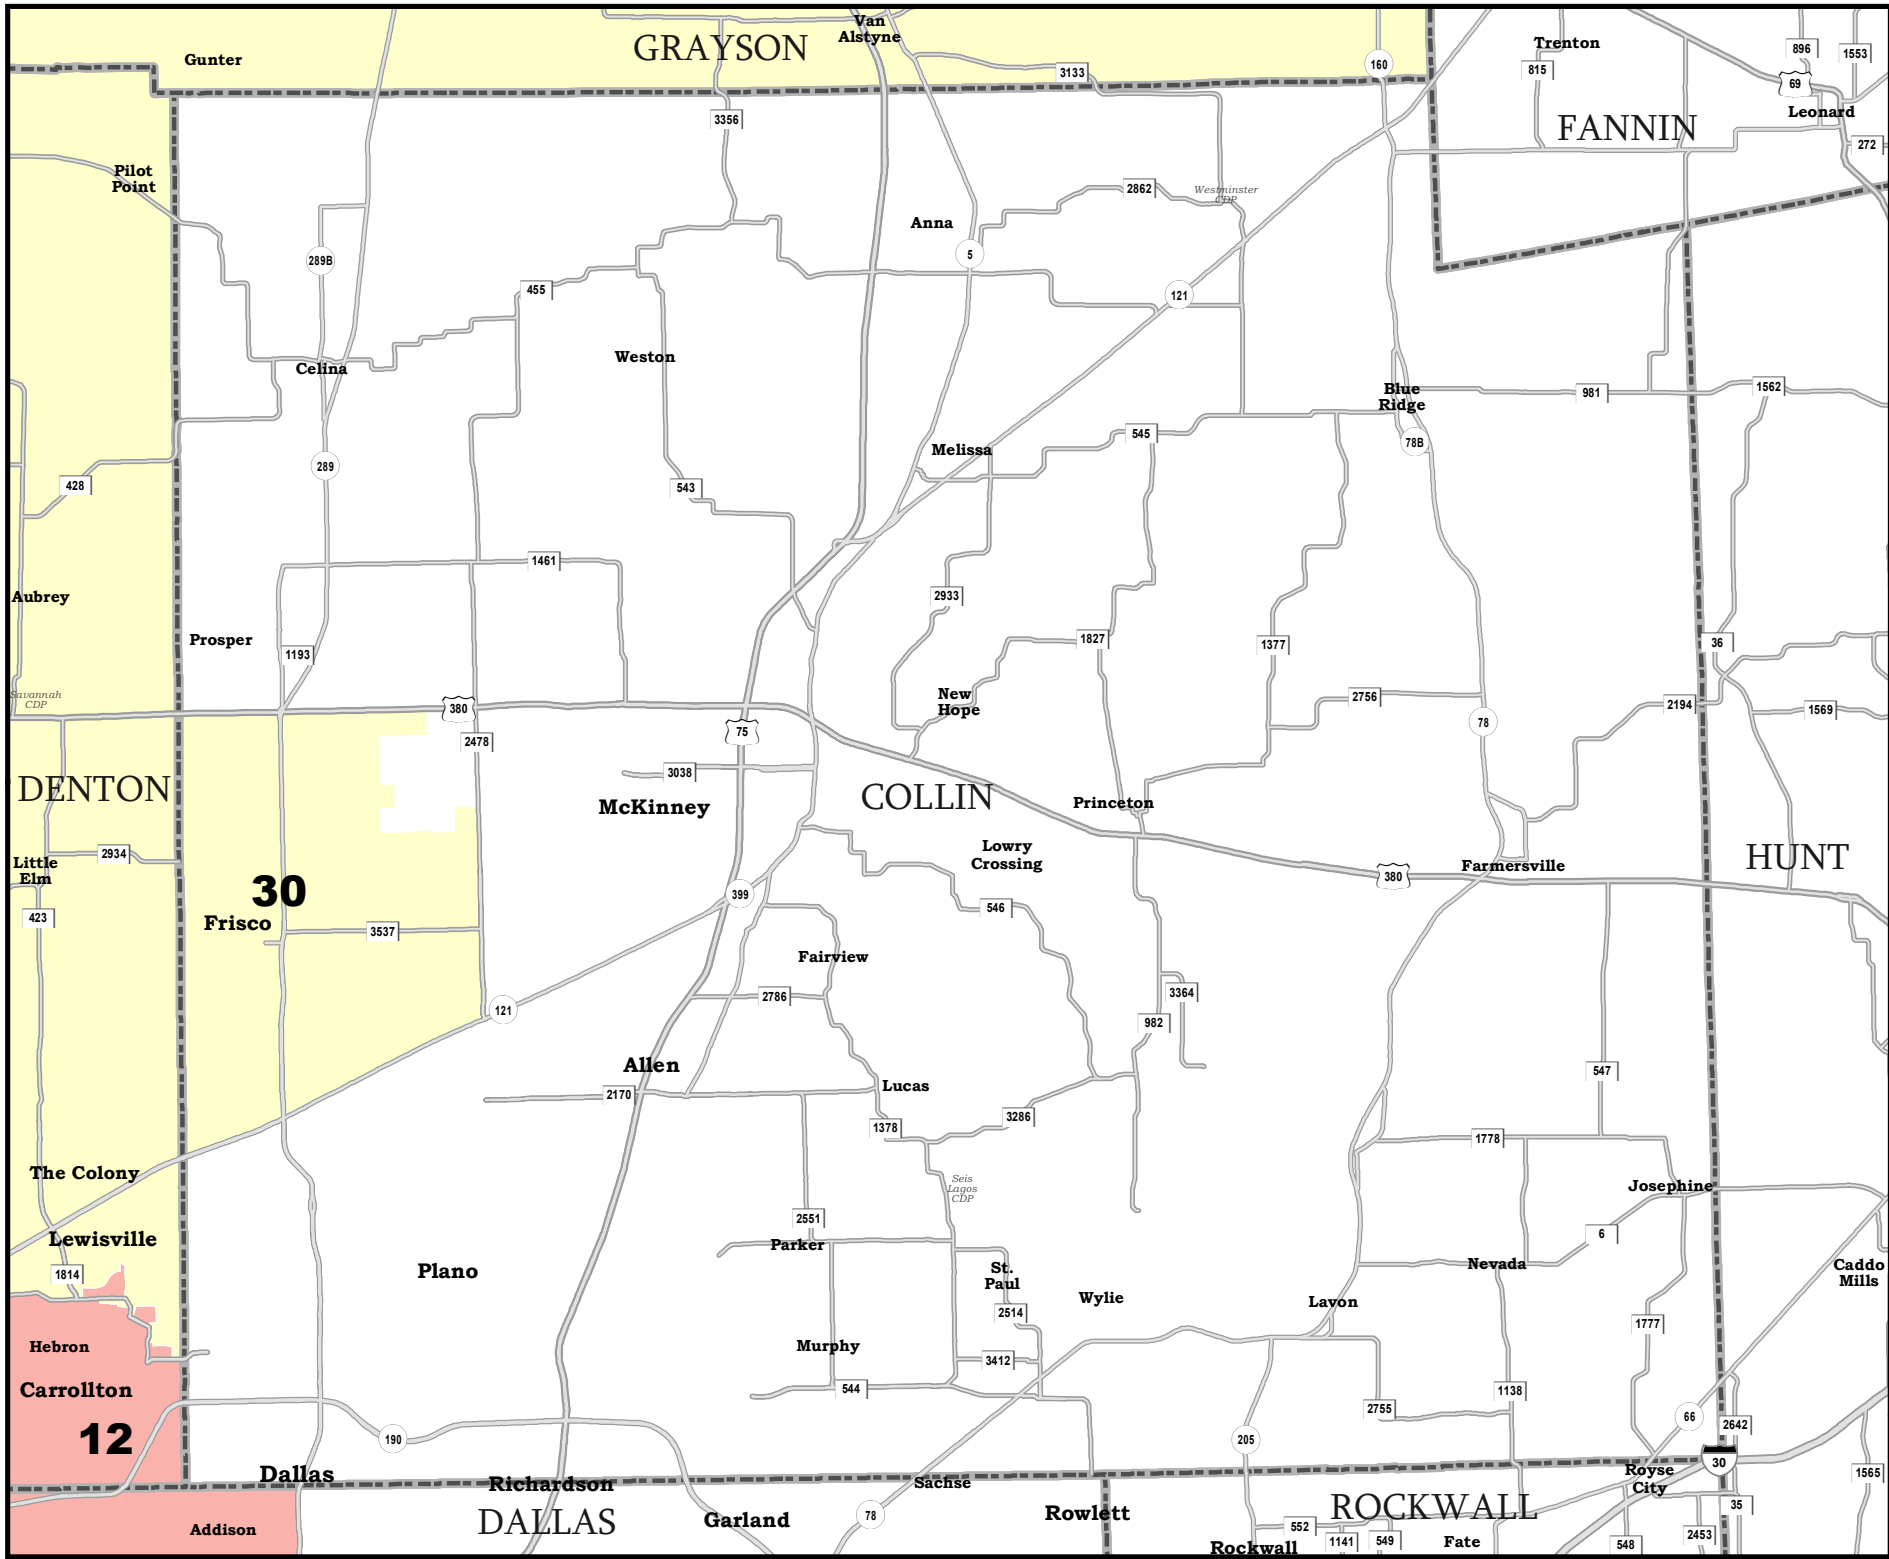 GRAYSON
Van
Alstyne
Gunter
3133
160
Trenton
815
896
1553
69
Leonard
FANNIN
272
3356
Pilot
Point
2862
Westminster
CDP
Anna
5
289B
455
121
Weston
Celina
Blue
Ridge
981
1562
545
78B
Melissa
289
428
543
1461
2933
Aubrey
Prosper
1193
1827
1377
36
Savannah
CDP
380
New
Hope
2756
78
2194
1569
75
2478
3038
DENTON
McKinney
COLLIN
Princeton
Little
Elm
2934
Lowry
Crossing
380
Farmersville
HUNT
30
Frisco
423
3537
399
546
Fairview
2786
121
3364
982
Allen
2170
Lucas
1378
3286
547
1778
The Colony
Seis
Lagos
CDP
Josephine
2551
Parker
6
Lewisville
1814
Plano
St.
Paul
2514
Wylie
Lavon
Nevada
Caddo
Mills
1777
Hebron
Murphy
3412
Carrollton
544
1138
2755
66
2642
12
190
205
30
Dallas
Richardson
Sachse
Royse
City
1565
DALLAS
Garland
78
Rowlett
ROCKWALL
35
Addison
552
1141
549
Fate
548
2453
Rockwall